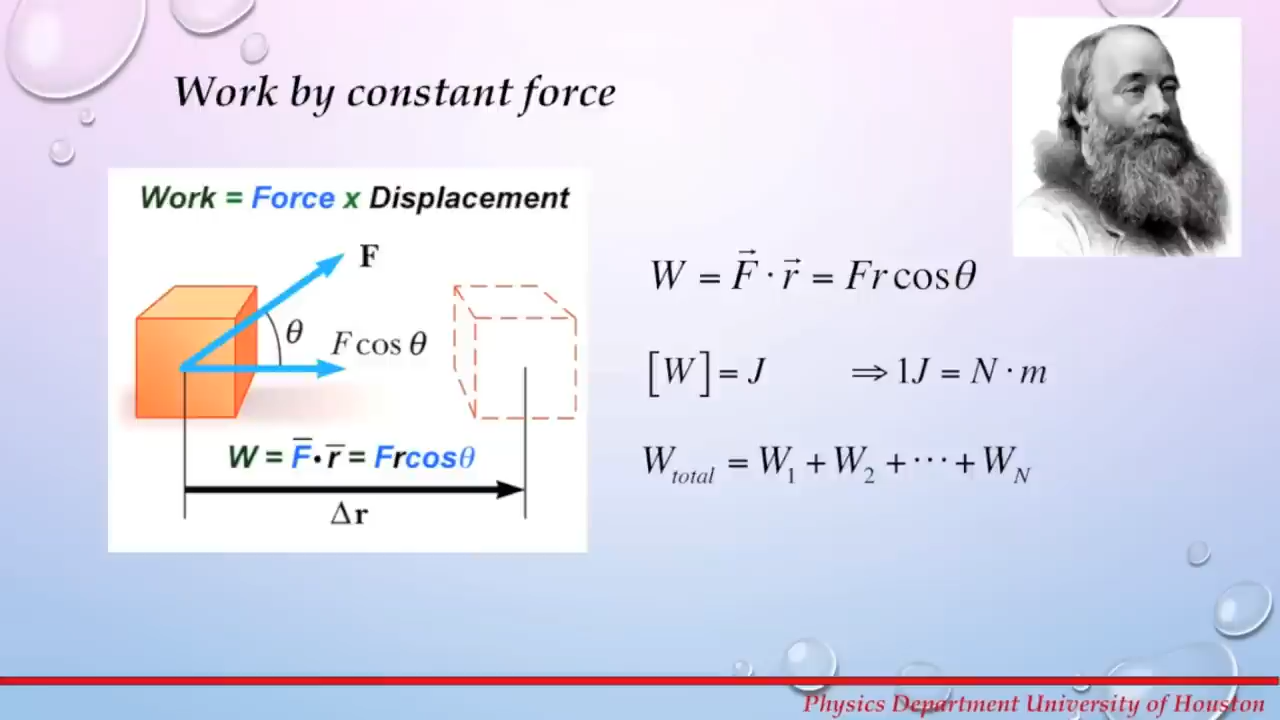 Work by constant force
Work = Force x Displacement
F
θ
F cos θ
W = F̅•r̅ = Frcosθ
Δr
W = F⃗ · r⃗ = Fr cosθ
[W] = J ⇒ 1J = N · m
W_total = W_1 + W_2 + ··· + W_N
Physics Department University of Houston